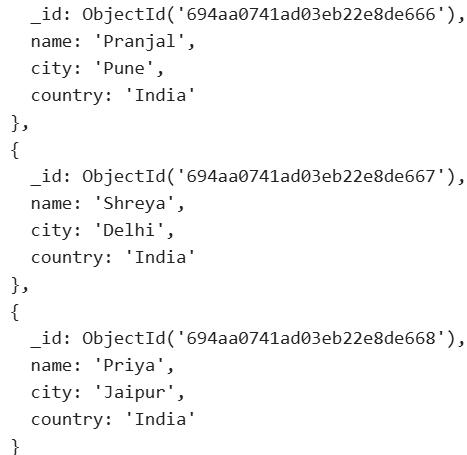 _id: ObjectId('694aa0741ad03eb22e8de666'),
name: 'Pranjal',
city: 'Pune',
country: 'India'
},
{
_id: ObjectId('694aa0741ad03eb22e8de667'),
name: 'Shreya',
city: 'Delhi',
country: 'India'
},
{
_id: ObjectId('694aa0741ad03eb22e8de668'),
name: 'Priya',
city: 'Jaipur',
country: 'India'
}